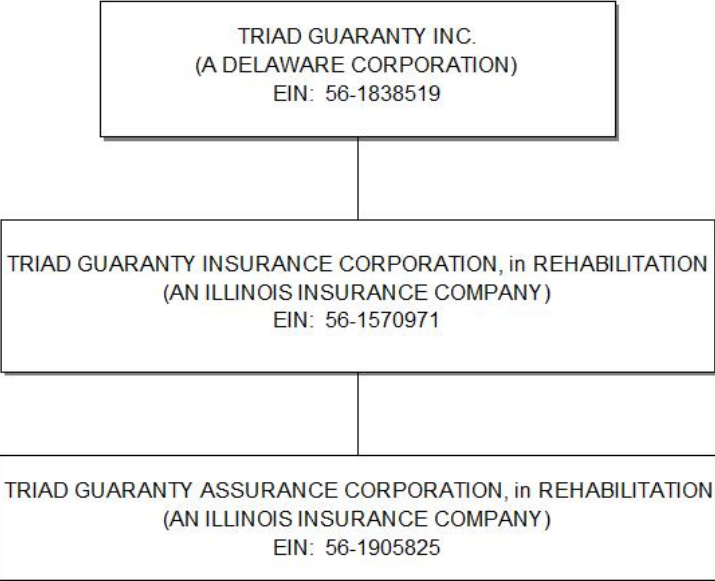 TRIAD GUARANTY INC.
(A DELAWARE CORPORATION)
EIN: 56-1838519
TRIAD GUARANTY INSURANCE CORPORATION, in REHABILITATION
(AN ILLINOIS INSURANCE COMPANY)
EIN: 56-1570971
TRIAD GUARANTY ASSURANCE CORPORATION, in REHABILITATION
(AN ILLINOIS INSURANCE COMPANY)
EIN: 56-1905825